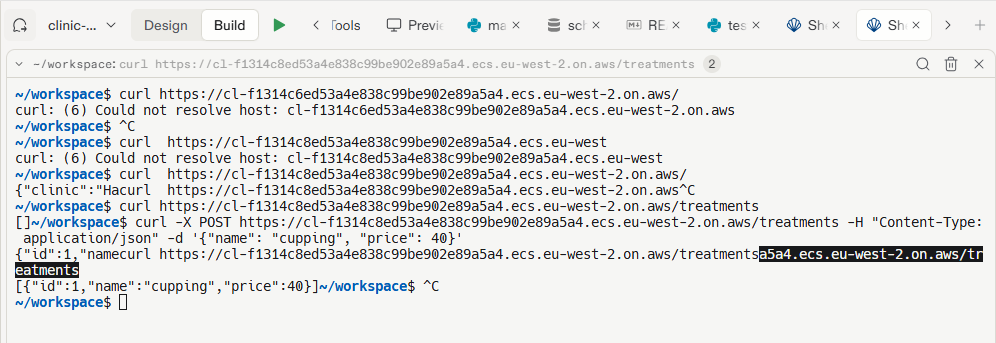 clinic-...
Design
Build
Tools
Previe
ma
sch
RE
tes
She
She
~/workspace: curl https://cl-f1314c8ed53a4e838c99be902e89a5a4.ecs.eu-west-2.on.aws/treatments 2
~/workspace$ curl https://cl-f1314c6ed53a4e838c99be902e89a5a4.ecs.eu-west-2.on.aws/
curl: (6) Could not resolve host: cl-f1314c6ed53a4e838c99be902e89a5a4.ecs.eu-west-2.on.aws
~/workspace$ ^C
~/workspace$ curl  https://cl-f1314c8ed53a4e838c99be902e89a5a4.ecs.eu-west
curl: (6) Could not resolve host: cl-f1314c8ed53a4e838c99be902e89a5a4.ecs.eu-west
~/workspace$ curl  https://cl-f1314c8ed53a4e838c99be902e89a5a4.ecs.eu-west-2.on.aws/
{"clinic":"Hacurl  https://cl-f1314c8ed53a4e838c99be902e89a5a4.ecs.eu-west-2.on.aws^C
~/workspace$ curl https://cl-f1314c8ed53a4e838c99be902e89a5a4.ecs.eu-west-2.on.aws/treatments
[]~/workspace$ curl -X POST https://cl-f1314c8ed53a4e838c99be902e89a5a4.ecs.eu-west-2.on.aws/treatments -H "Content-Type:
application/json" -d '{"name": "cupping", "price": 40}'
{"id":1,"namecurl https://cl-f1314c8ed53a4e838c99be902e89a5a4.ecs.eu-west-2.on.aws/treatmentsa5a4.ecs.eu-west-2.on.aws/tr
eatments
[{"id":1,"name":"cupping","price":40}]~/workspace$ ^C
~/workspace$